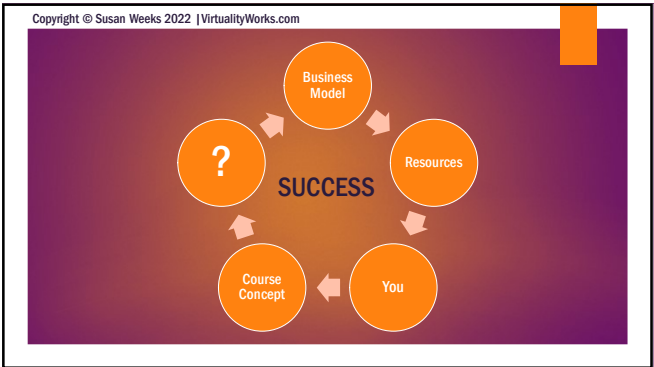 Copyright © Susan Weeks 2022 |VirtualityWorks.com
Business
Model
Resources
You
Course
Concept
?
SUCCESS